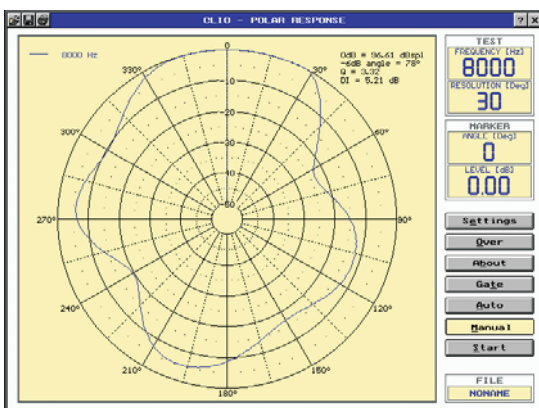 CLIO - POLAR RESPONSE
? x
8000 Hz
0dB = 96.61 dBspl
-6dB angle = 78°
Q = 3.32
DI = 5.21 dB
0
330°
30°
-10
300°
60°
-20
-30
-40
-50
270°
90°
240°
120°
210°
150°
180°
TEST
FREQUENCY [Hz]
8000
RESOLUTION [Deg]
30
MARKER
ANGLE [Deg]
0
LEVEL [dB]
0.00
Settings
Over
About
Gate
Auto
Manual
Start
FILE
NONAME